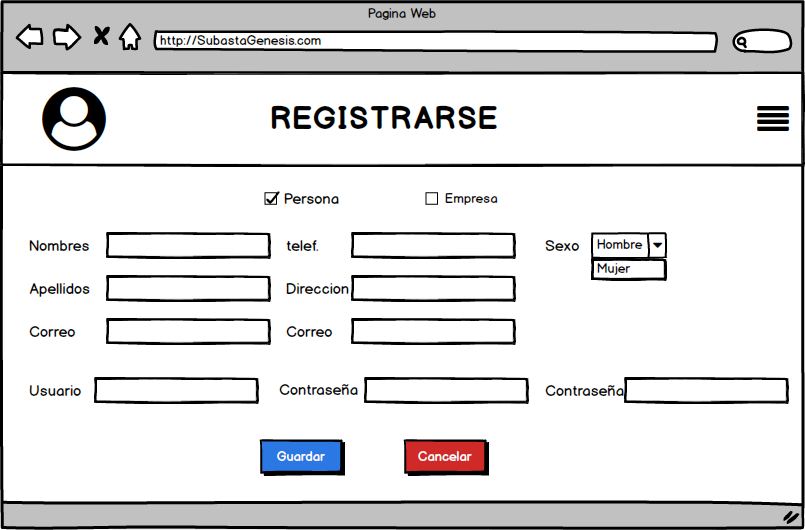 Pagina Web
http://SubastaGenesis.com
REGISTRARSE
Persona Empresa
Nombres telef. Sexo Hombre
Mujer
Apellidos Direccion
Correo Correo
Usuario Contraseña Contraseña
Guardar Cancelar